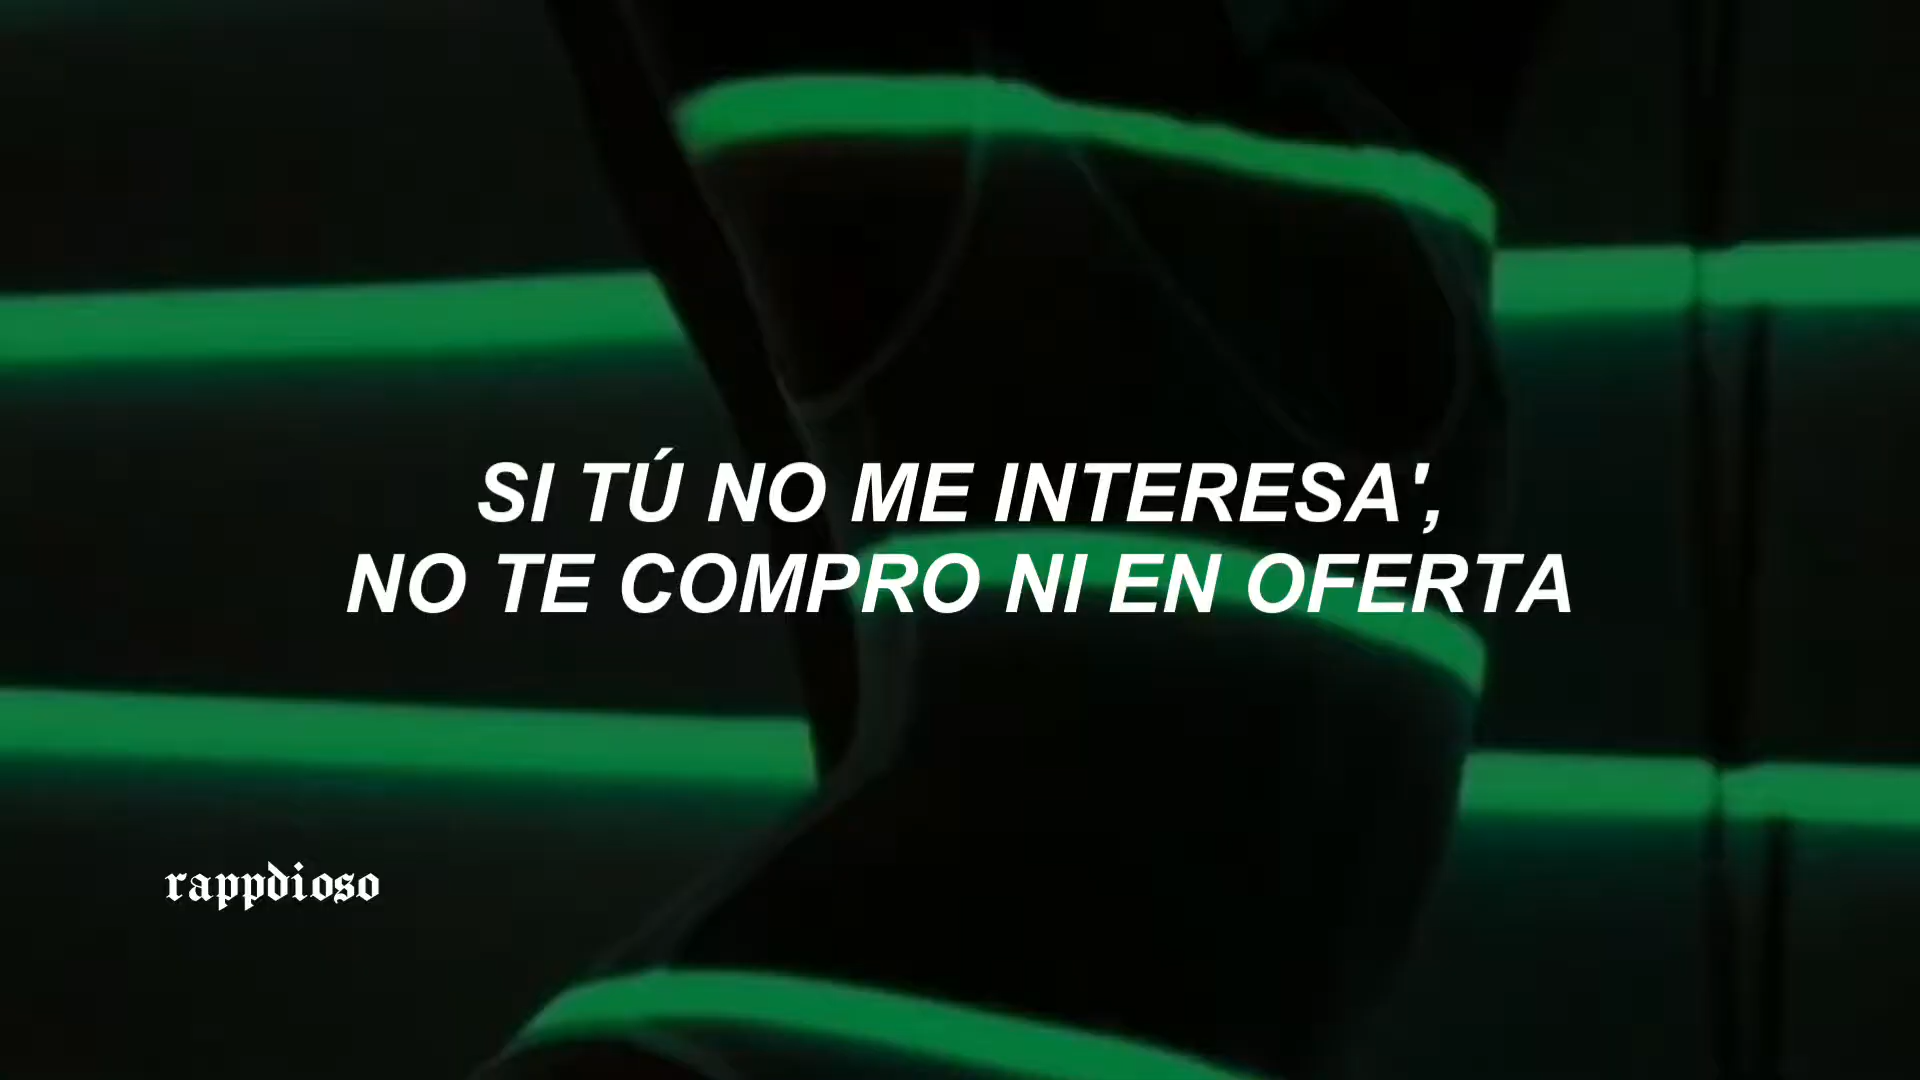 SI TÚ NO ME INTERESA',
NO TE COMPRO NI EN OFERTA
rappdioso